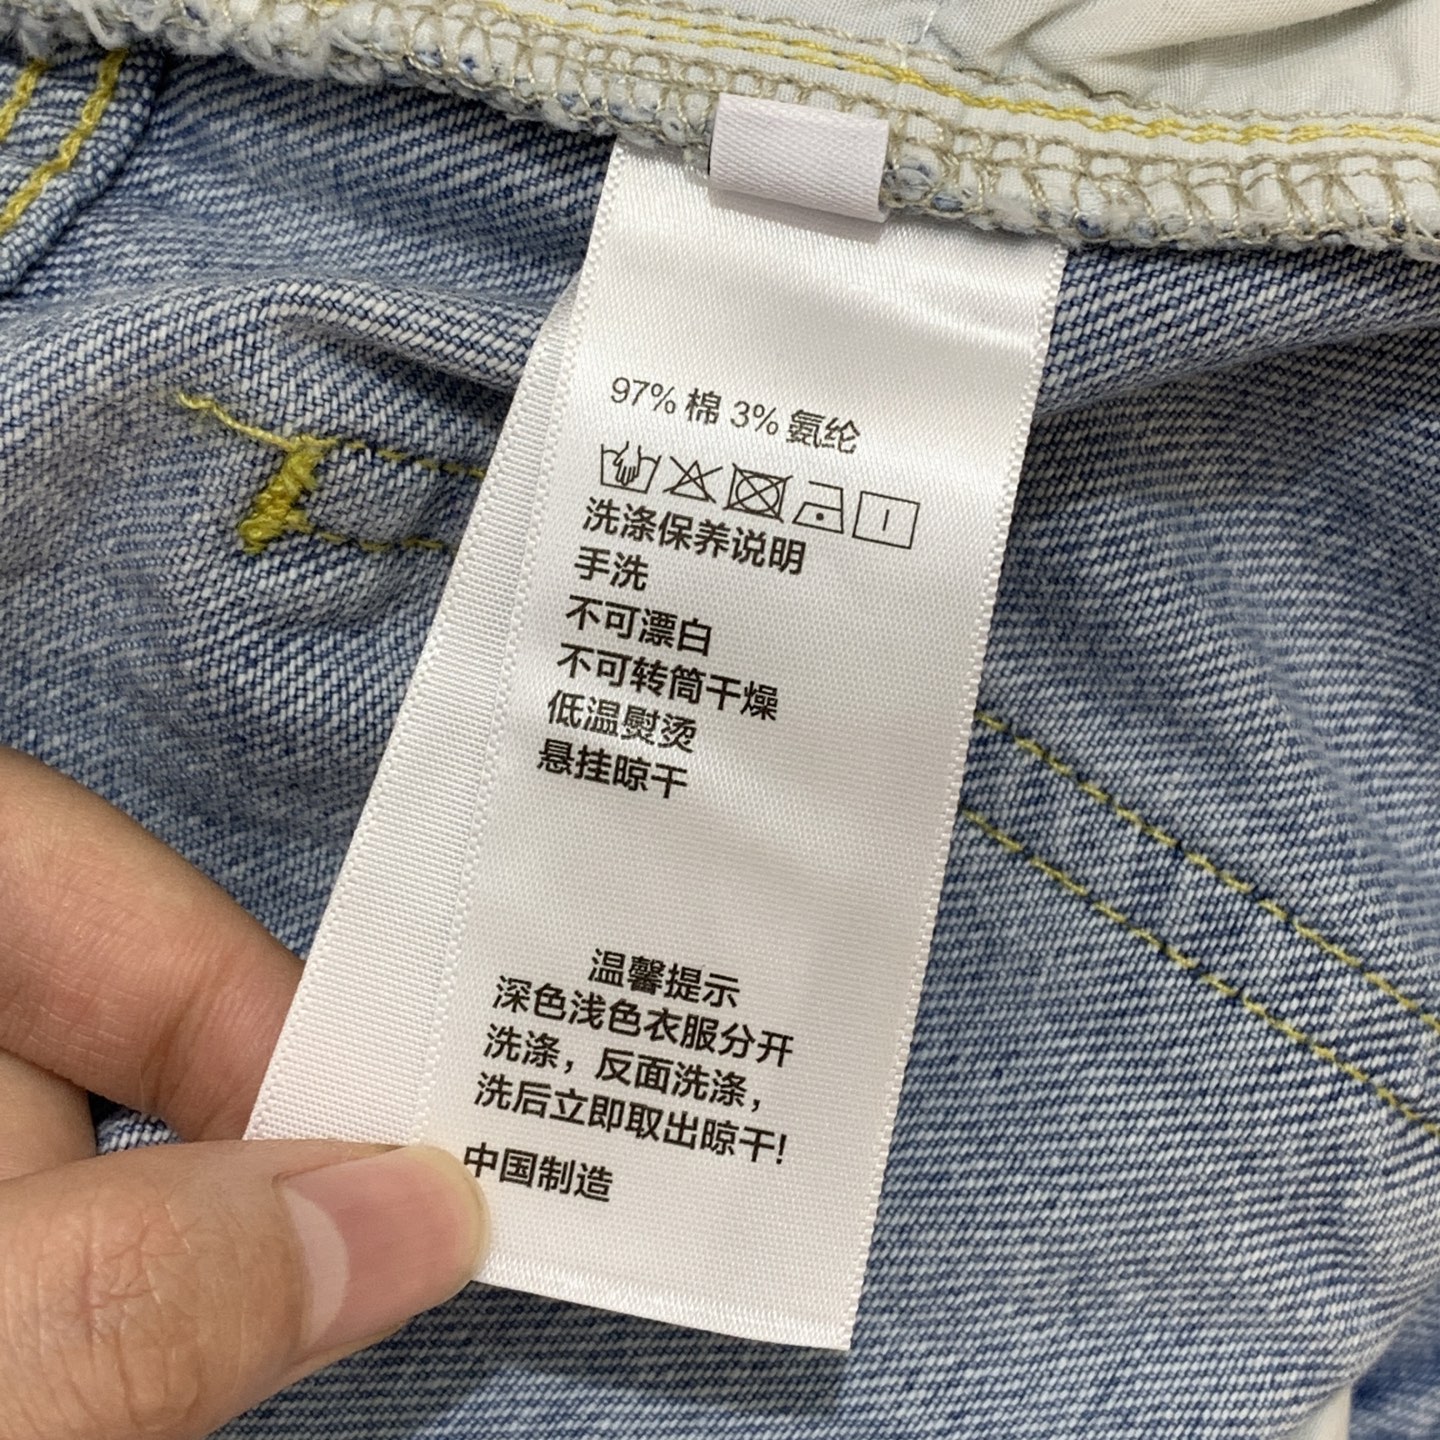 97% 棉 3% 氨纶
洗涤保养说明
手洗
不可漂白
不可转筒干燥
低温熨烫
悬挂晾干
温馨提示
深色浅色衣服分开
洗涤，反面洗涤，
洗后立即取出晾干!
中国制造